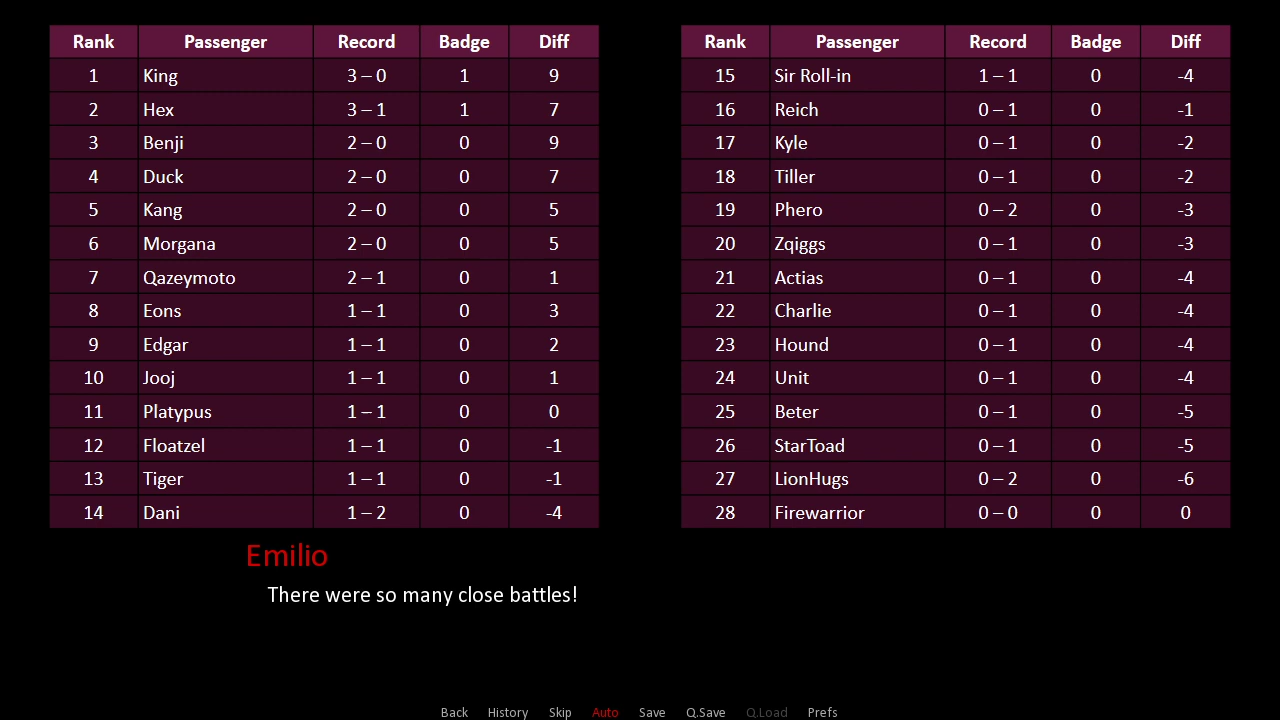 Rank Passenger Record Badge Diff
1 King 3 – 0 1 9
2 Hex 3 – 1 1 7
3 Benji 2 – 0 0 9
4 Duck 2 – 0 0 7
5 Kang 2 – 0 0 5
6 Morgana 2 – 0 0 5
7 Qazeymoto 2 – 1 0 1
8 Eons 1 – 1 0 3
9 Edgar 1 – 1 0 2
10 Jooj 1 – 1 0 1
11 Platypus 1 – 1 0 0
12 Floatzel 1 – 1 0 -1
13 Tiger 1 – 1 0 -1
14 Dani 1 – 2 0 -4
Rank Passenger Record Badge Diff
15 Sir Roll-in 1 – 1 0 -4
16 Reich 0 – 1 0 -1
17 Kyle 0 – 1 0 -2
18 Tiller 0 – 1 0 -2
19 Phero 0 – 2 0 -3
20 Zqiggs 0 – 1 0 -3
21 Actias 0 – 1 0 -4
22 Charlie 0 – 1 0 -4
23 Hound 0 – 1 0 -4
24 Unit 0 – 1 0 -4
25 Beter 0 – 1 0 -5
26 StarToad 0 – 1 0 -5
27 LionHugs 0 – 2 0 -6
28 Firewarrior 0 – 0 0 0
Emilio
There were so many close battles!
Back History Skip Auto Save Q.Save Q.Load Prefs